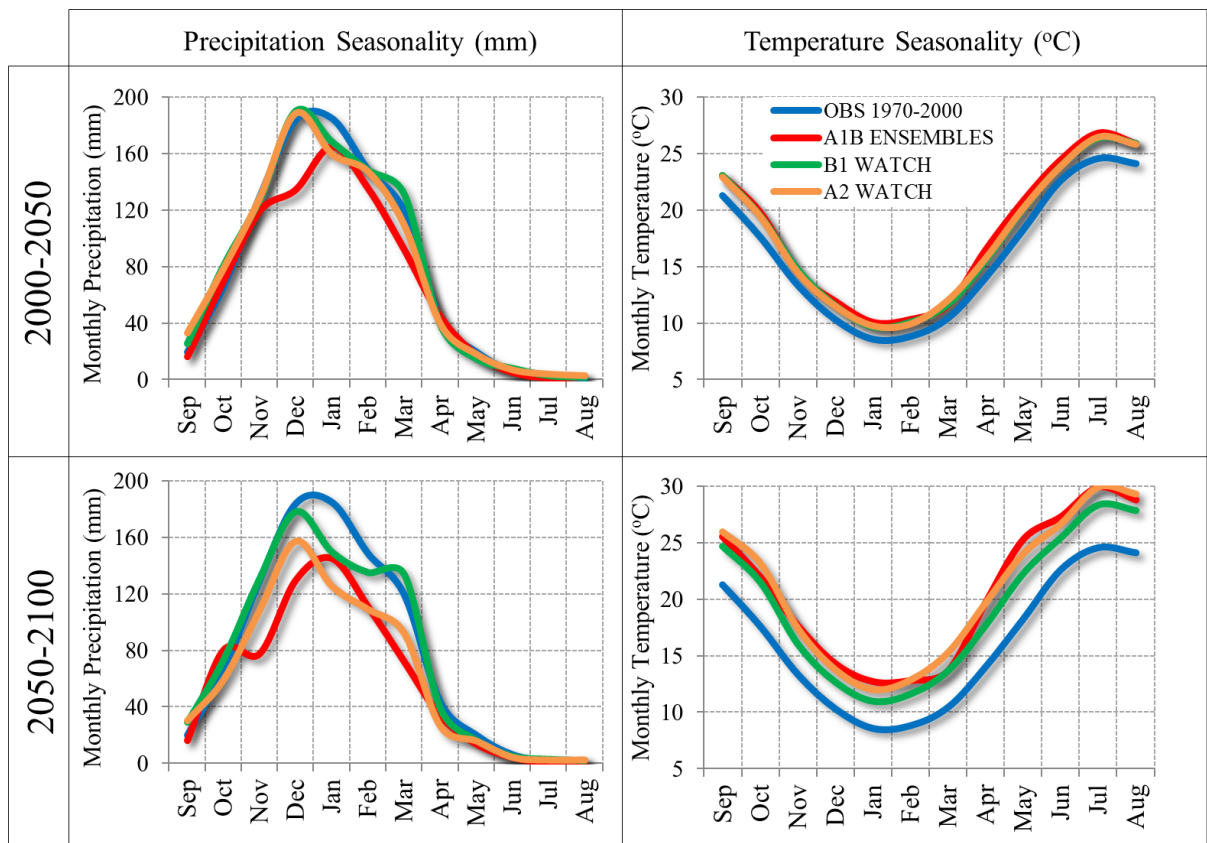 Precipitation Seasonality (mm)
Temperature Seasonality (°C)
2000-2050
Monthly Precipitation (mm)
200
160
120
80
40
0
Sep
Oct
Nov
Dec
Jan
Feb
Mar
Apr
May
Jun
Jul
Aug
Monthly Temperature (°C)
30
25
20
15
10
5
OBS 1970-2000
A1B ENSEMBLES
B1 WATCH
A2 WATCH
Sep
Oct
Nov
Dec
Jan
Feb
Mar
Apr
May
Jun
Jul
Aug
2050-2100
Monthly Precipitation (mm)
200
160
120
80
40
0
Sep
Oct
Nov
Dec
Jan
Feb
Mar
Apr
May
Jun
Jul
Aug
Monthly Temperature (°C)
30
25
20
15
10
5
Sep
Oct
Nov
Dec
Jan
Feb
Mar
Apr
May
Jun
Jul
Aug